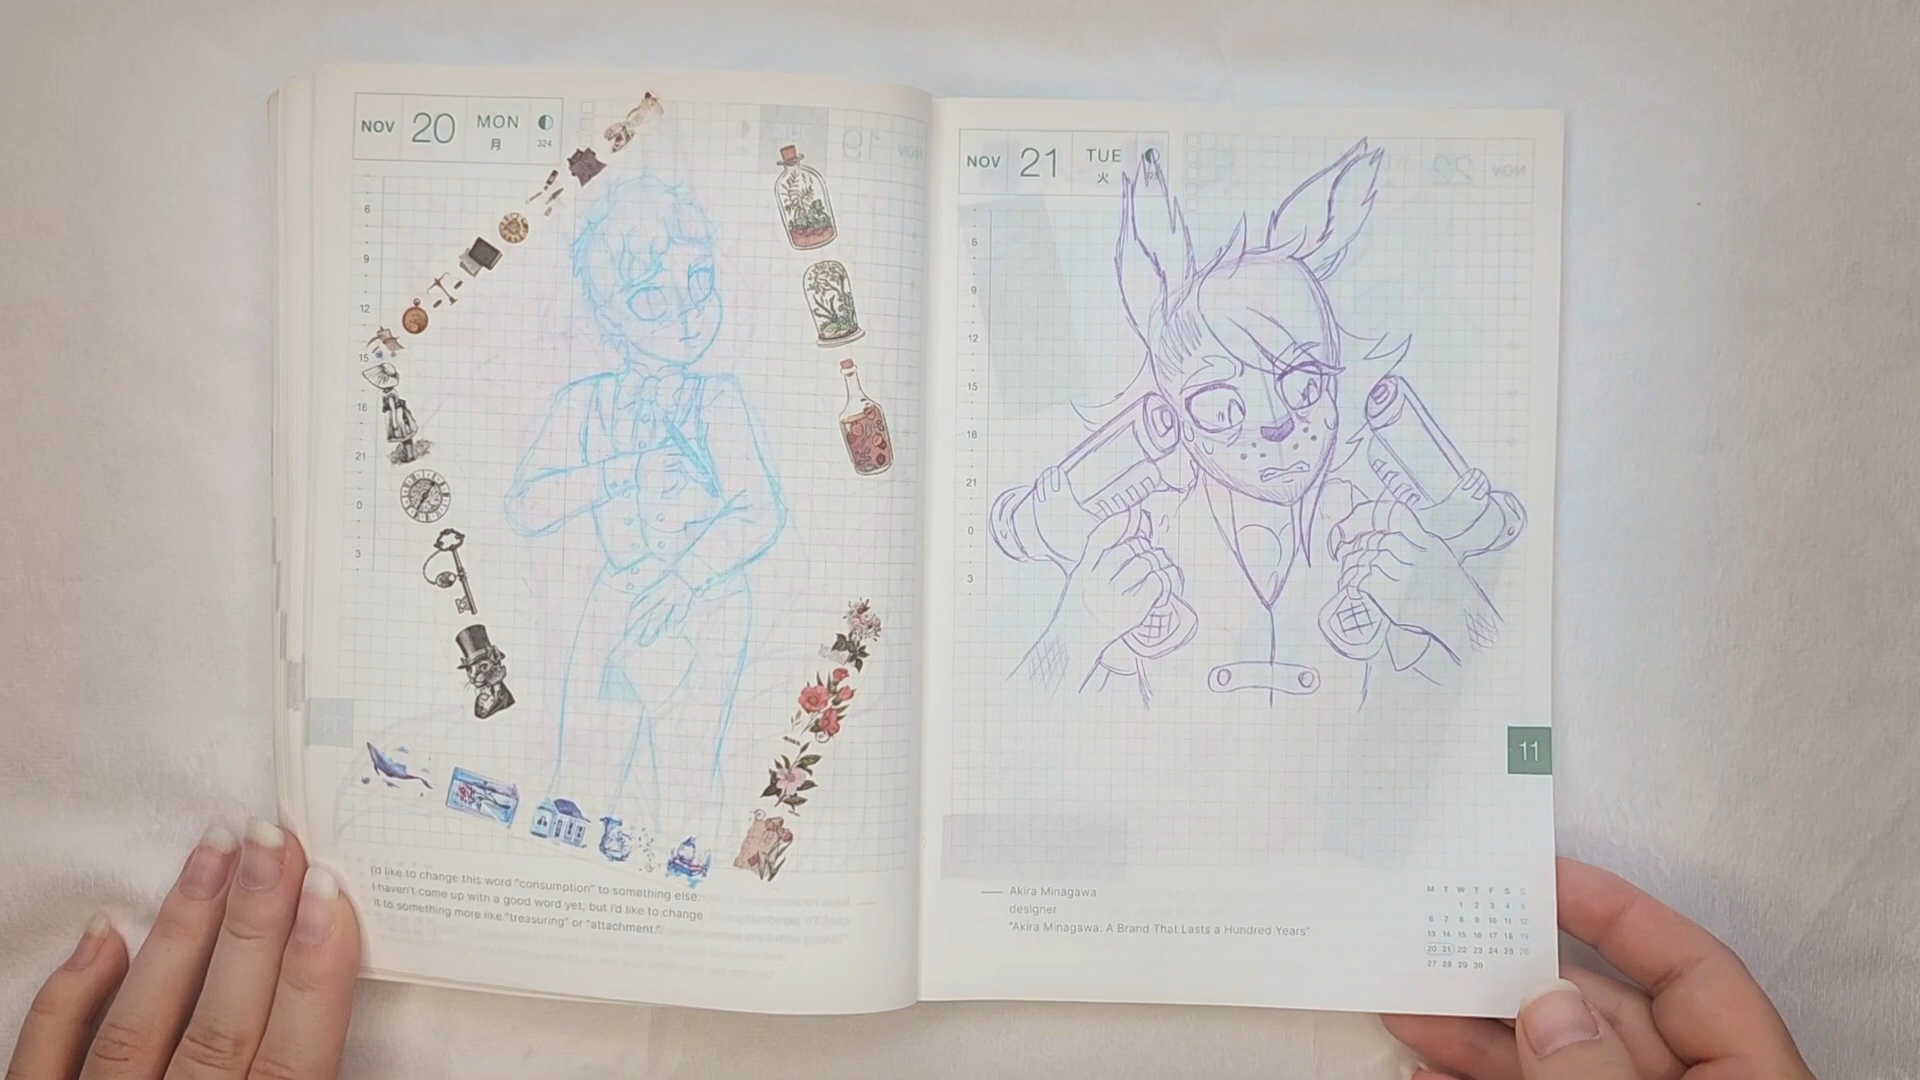 NOV 20 MON
月 324
6
9
12
15
18
21
0
3
I'd like to change this word "consumption" to something else.
I haven't come up with a good word yet, but I'd like to change
it to something more like "treasuring" or "attachment."
NOV 21 TUE
火
6
9
12
15
18
21
0
3
11
Akira Minagawa
designer
"Akira Minagawa: A Brand That Lasts a Hundred Years"
M T W T F S S
1 2 3 4 5
6 7 8 9 10 11 12
13 14 15 16 17 18 19
20 21 22 23 24 25 26
27 28 29 30